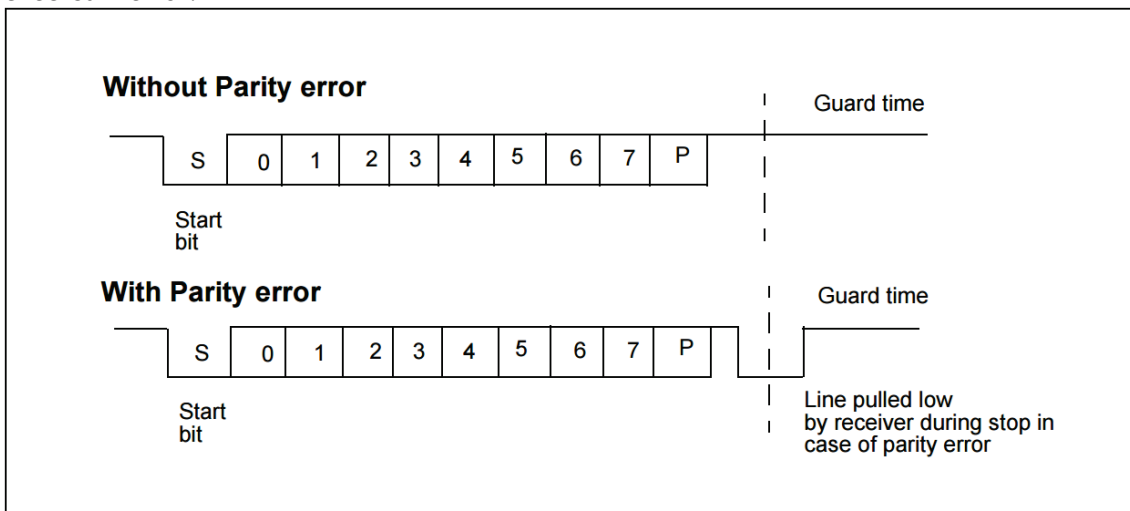 Without Parity error
Guard time
S 0 1 2 3 4 5 6 7 P
Start
bit
With Parity error
Guard time
S 0 1 2 3 4 5 6 7 P
Start
bit
Line pulled low
by receiver during stop in
case of parity error